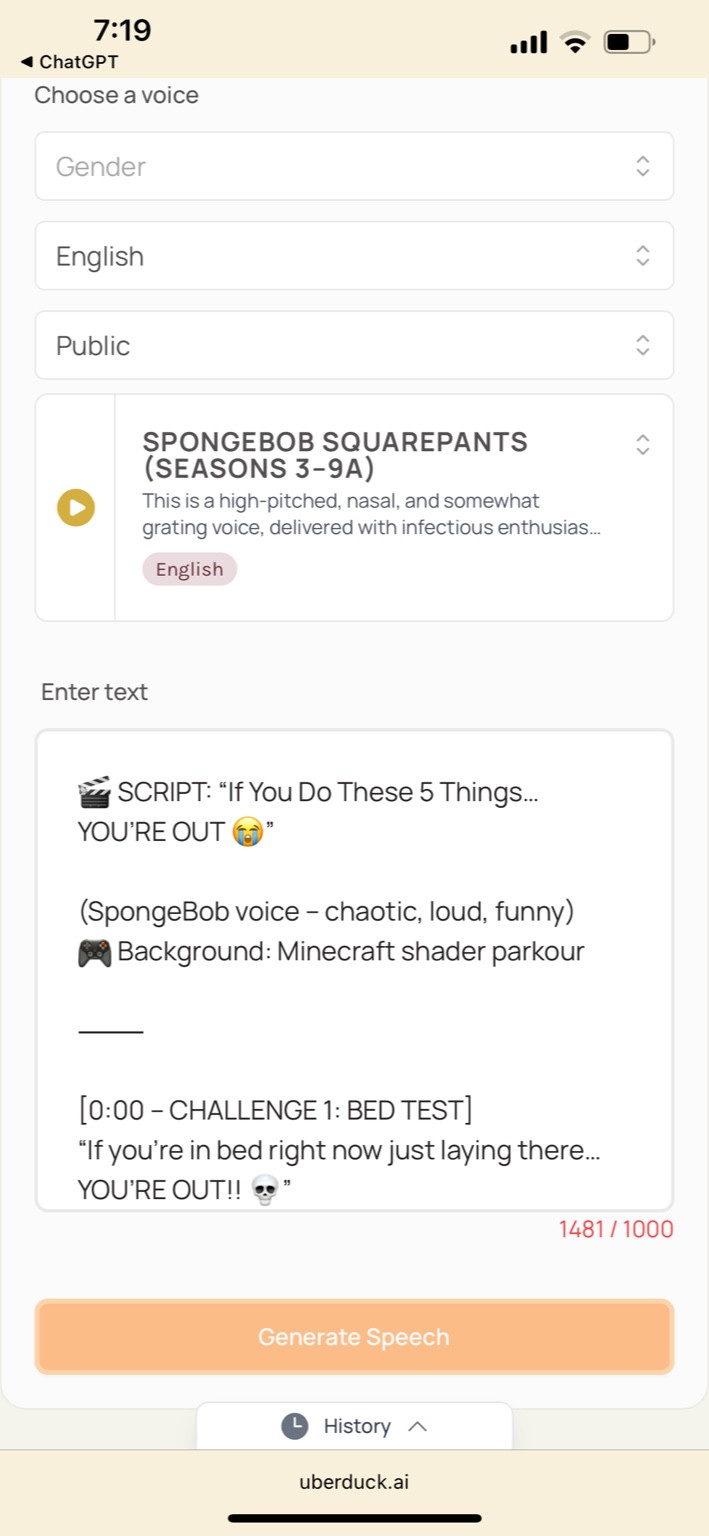 7:19
◀ ChatGPT
Choose a voice
Gender
English
Public
SPONGEBOB SQUAREPANTS
(SEASONS 3–9A)
This is a high-pitched, nasal, and somewhat
grating voice, delivered with infectious enthusias...
English
Enter text
🎬 SCRIPT: “If You Do These 5 Things…
YOU’RE OUT 😭”
(SpongeBob voice – chaotic, loud, funny)
🎮 Background: Minecraft shader parkour
⸻
[0:00 – CHALLENGE 1: BED TEST]
“If you’re in bed right now just laying there…
YOU’RE OUT!! 💀”
1481 / 1000
Generate Speech
History
uberduck.ai